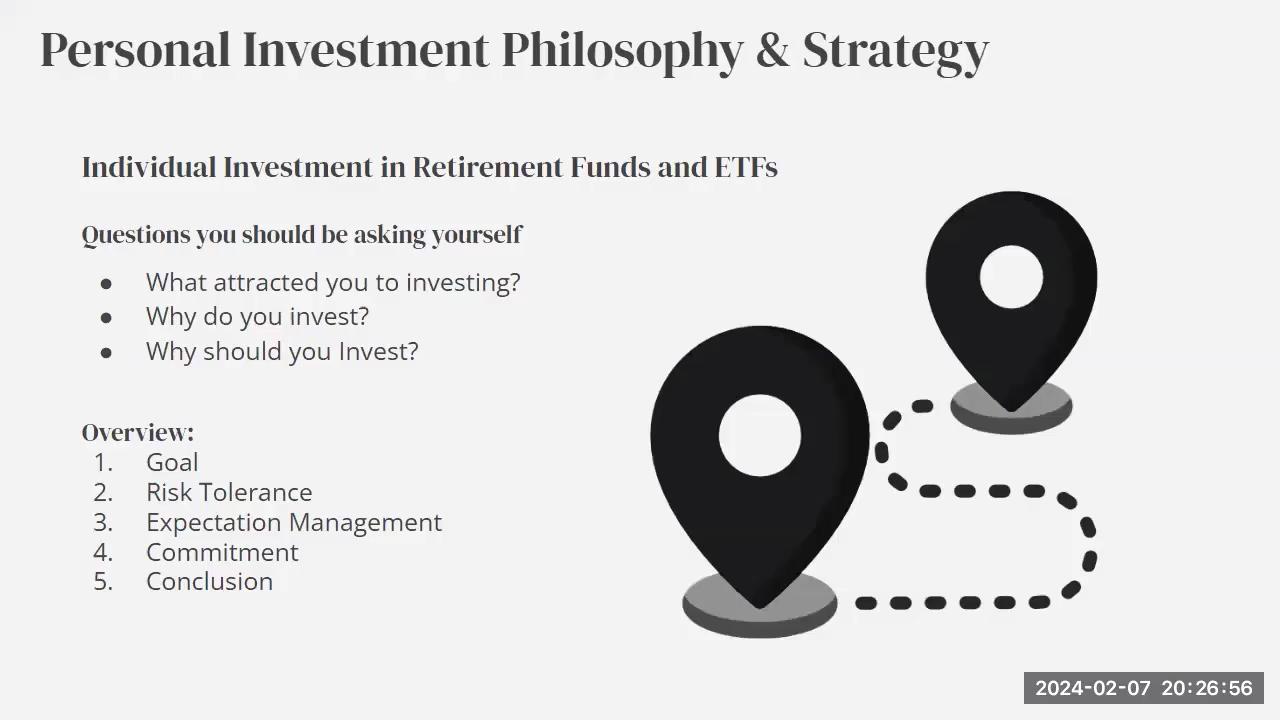 Personal Investment Philosophy & Strategy
Individual Investment in Retirement Funds and ETFs
Questions you should be asking yourself
● What attracted you to investing?
● Why do you invest?
● Why should you Invest?
Overview:
1. Goal
2. Risk Tolerance
3. Expectation Management
4. Commitment
5. Conclusion
2024-02-07 20:26:56